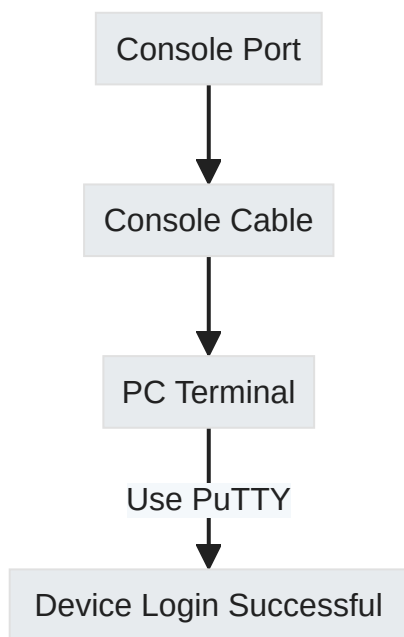 Console Port
Console Cable
PC Terminal
Use PuTTY
Device Login Successful